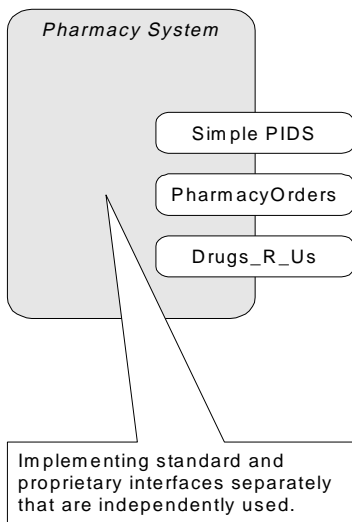 Pharmacy System
Simple PIDS
PharmacyOrders
Drugs_R_Us
Implementing standard and
proprietary interfaces separately
that are independently used.